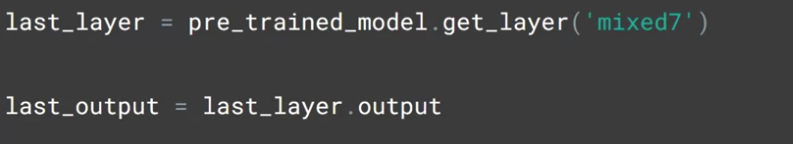 last_layer = pre_trained_model.get_layer('mixed7')
last_output = last_layer.output